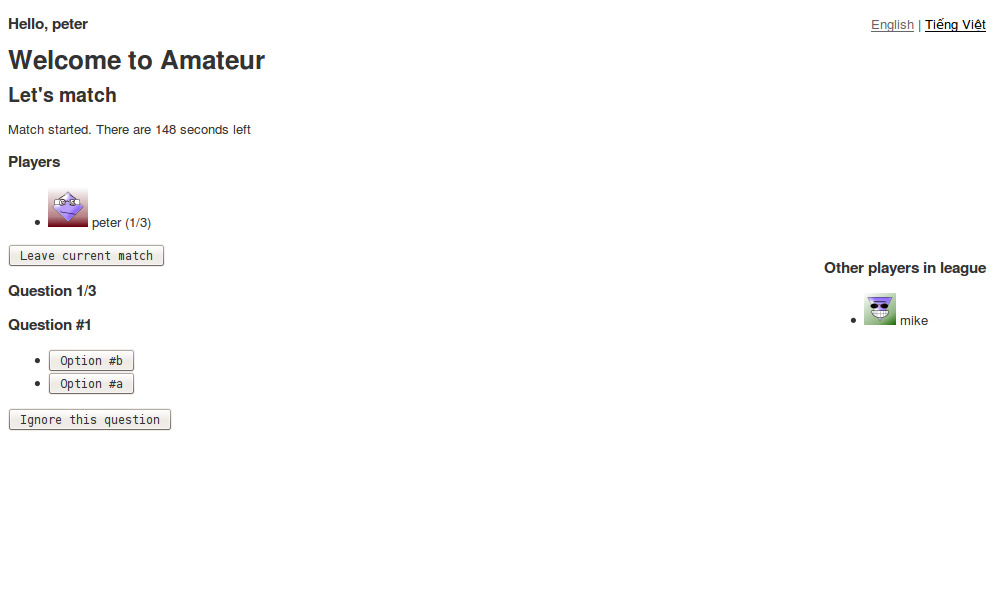 Hello, peter
English | Tiếng Việt
Welcome to Amateur
Let's match
Match started. There are 148 seconds left
Players
peter (1/3)
Leave current match
Question 1/3
Question #1
Option #b
Option #a
Ignore this question
Other players in league
mike